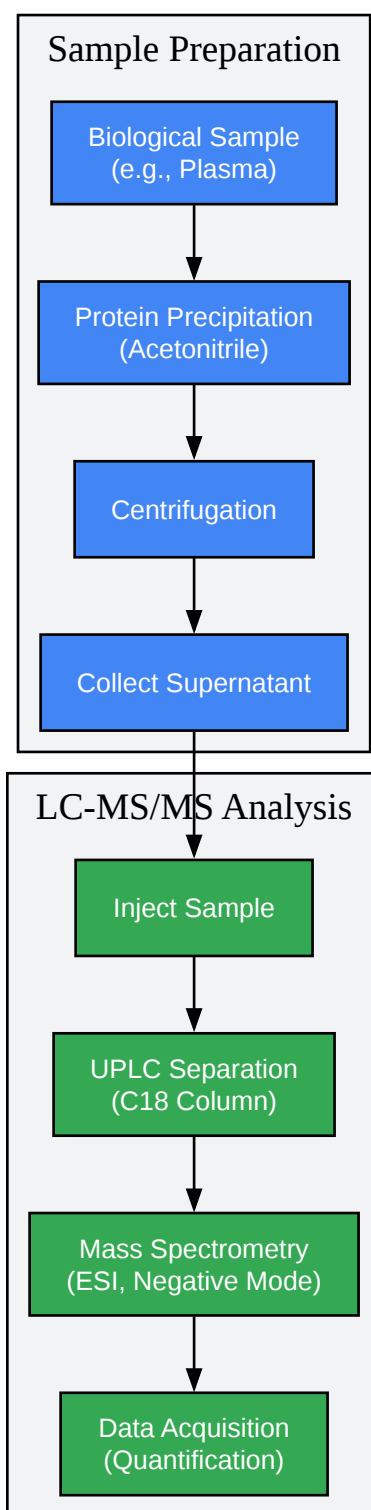 Sample Preparation
Biological Sample
(e.g., Plasma)
Protein Precipitation
(Acetonitrile)
Centrifugation
Collect Supernatant
LC-MS/MS Analysis
Inject Sample
UPLC Separation
(C18 Column)
Mass Spectrometry
(ESI, Negative Mode)
Data Acquisition
(Quantification)